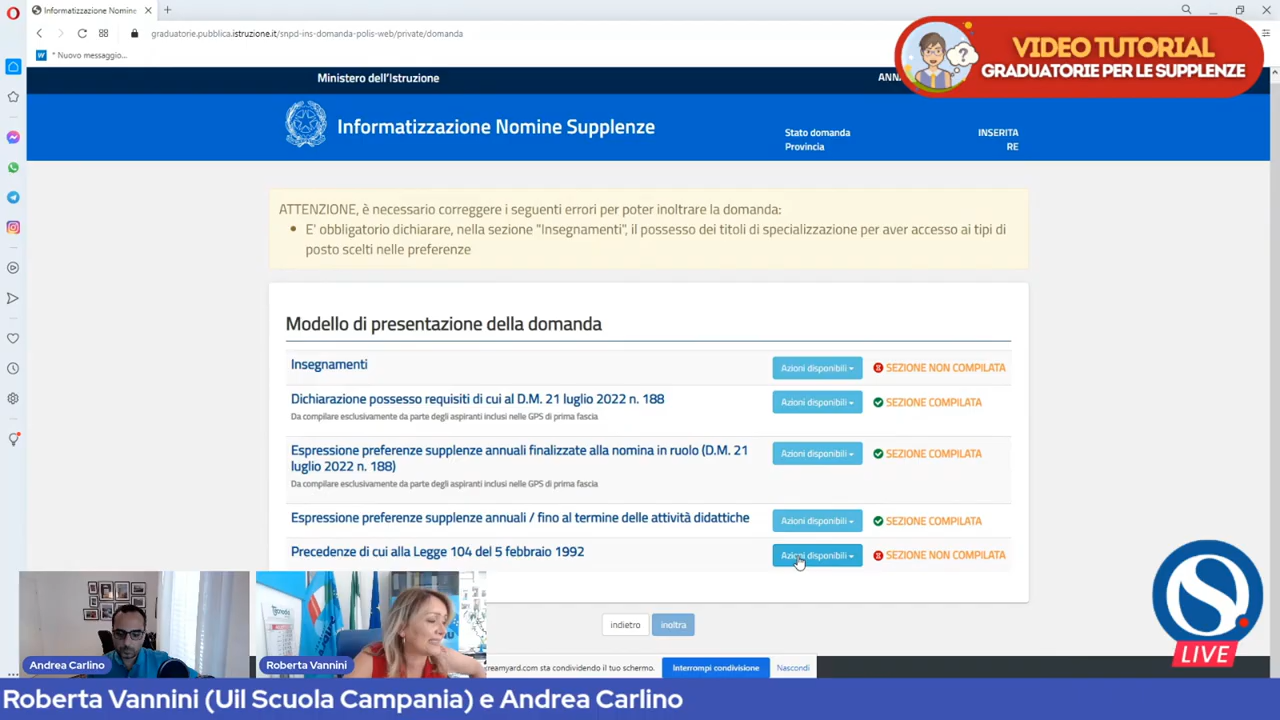 Informatizzazione Nomine
graduatorie.pubblica.istruzione.it/snpd-ins-domanda-polis-web/private/domanda
* Nuovo messaggio...
VIDEO TUTORIAL
GRADUATORIE PER LE SUPPLENZE
Ministero dell'Istruzione
ANNA
Informatizzazione Nomine Supplenze
Stato domanda INSERITA
Provincia RE
ATTENZIONE, è necessario correggere i seguenti errori per poter inoltrare la domanda:
E' obbligatorio dichiarare, nella sezione "Insegnamenti", il possesso dei titoli di specializzazione per aver accesso ai tipi di
posto scelti nelle preferenze
Modello di presentazione della domanda
Insegnamenti Azioni disponibili SEZIONE NON COMPILATA
Dichiarazione possesso requisiti di cui al D.M. 21 luglio 2022 n. 188 Azioni disponibili SEZIONE COMPILATA
Da compilare esclusivamente da parte degli aspiranti inclusi nelle GPS di prima fascia
Espressione preferenze supplenze annuali finalizzate alla nomina in ruolo (D.M. 21 Azioni disponibili SEZIONE COMPILATA
luglio 2022 n. 188)
Da compilare esclusivamente da parte degli aspiranti inclusi nelle GPS di prima fascia
Espressione preferenze supplenze annuali / fino al termine delle attività didattiche Azioni disponibili SEZIONE COMPILATA
Precedenze di cui alla Legge 104 del 5 febbraio 1992 Azioni disponibili SEZIONE NON COMPILATA
indietro inoltra
LIVE
Andrea Carlino
Roberta Vannini
sta condividendo il tuo schermo.
Interrompi condivisione
Nascondi
Roberta Vannini (Uil Scuola Campania) e Andrea Carlino